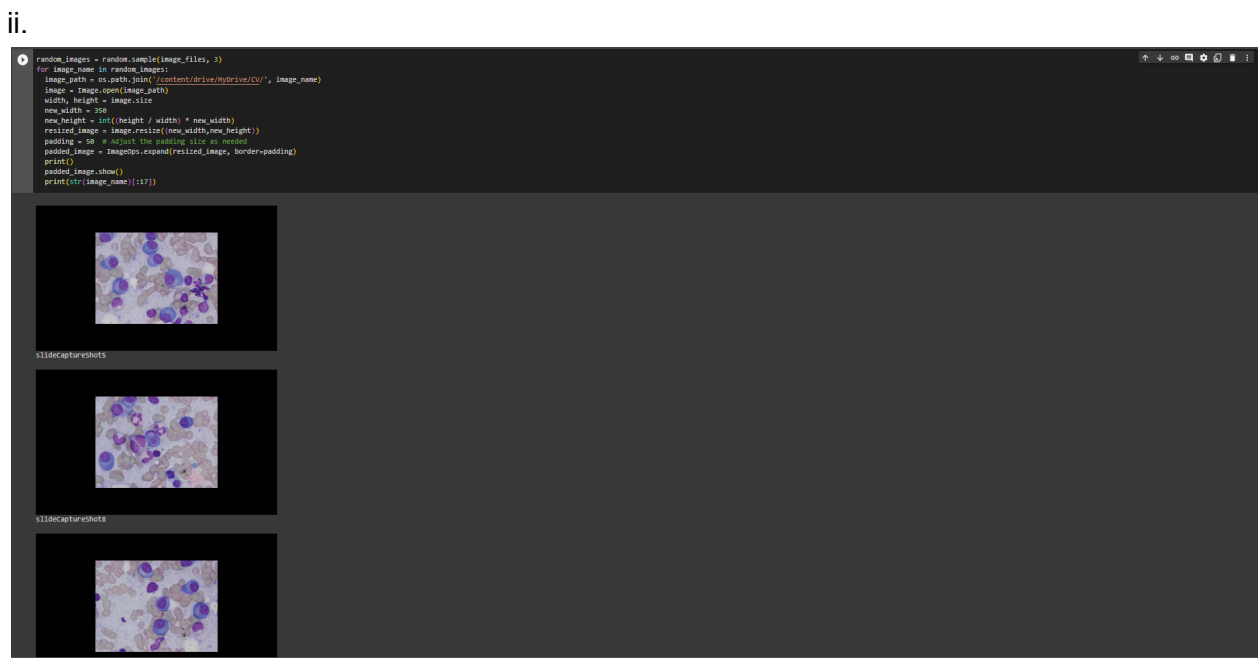 ii.
random_images = random.sample(image_files, 3)
for image_name in random_images:
  image_path = os.path.join('/content/drive/MyDrive/CV/', image_name)
  image = Image.open(image_path)
  width, height = image.size
  new_width = 350
  new_height = int((height / width) * new_width)
  resized_image = image.resize((new_width,new_height))
  padding = 50  # Adjust the padding size as needed
  padded_image = ImageOps.expand(resized_image, border=padding)
  print()
  padded_image.show()
  print(str(image_name)[:17])
slideCaptureShot5
slideCaptureShot8